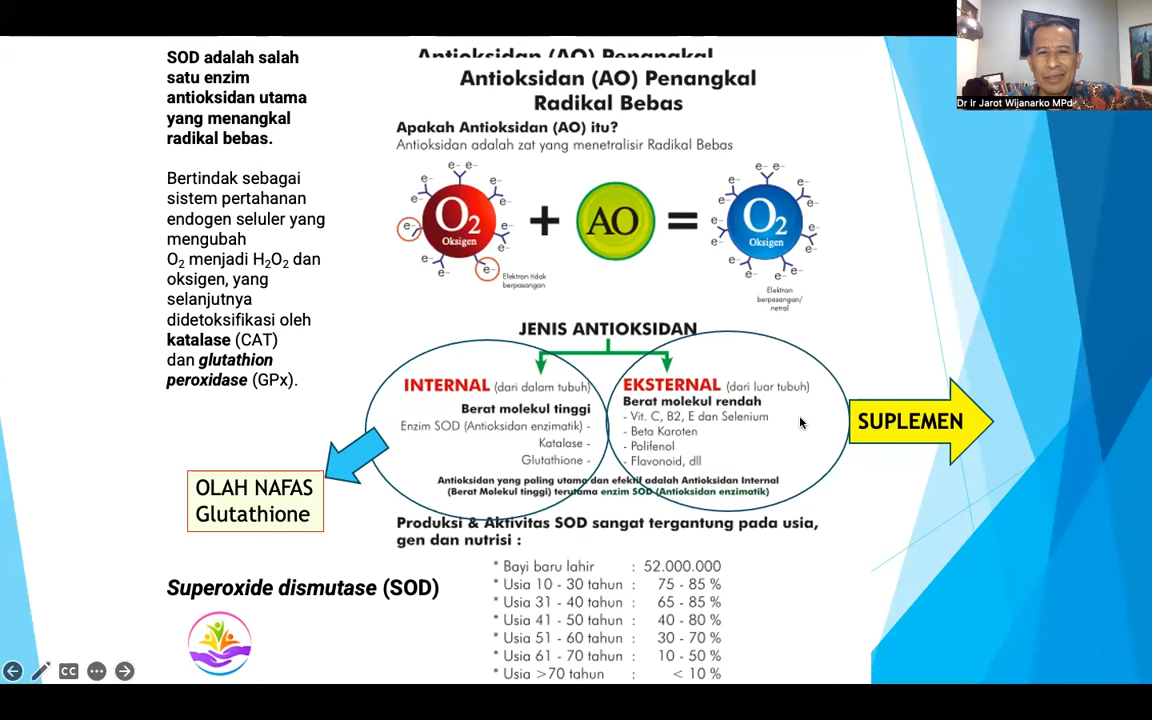 SOD adalah salah
satu enzim
antioksidan utama
yang menangkal
radikal bebas.
Bertindak sebagai
sistem pertahanan
endogen seluler yang
mengubah
O₂ menjadi H₂O₂ dan
oksigen, yang
selanjutnya
didetoksifikasi oleh
katalase (CAT)
dan glutathion
peroxidase (GPx).
OLAH NAFAS
Glutathione
Superoxide dismutase (SOD)
Antioksidan (AO) Penangkal
Antioksidan (AO) Penangkal
Radikal Bebas
Apakah Antioksidan (AO) itu?
Antioksidan adalah zat yang menetralisir Radikal Bebas
e- e-
e- e-
e- e-
e- e-
e- e-
e-
O₂
Oksigen
+
AO
=
e- e-
e- e-
e- e-
e- e-
e- e-
e- e-
O₂
Oksigen
Elektron tidak
berpasangan
Elektron
berpasangan/
netral
JENIS ANTIOKSIDAN
INTERNAL (dari dalam tubuh)
Berat molekul tinggi
Enzim SOD (Antioksidan enzimatik) -
Katalase -
Glutathione -
EKSTERNAL (dari luar tubuh)
Berat molekul rendah
- Vit. C, B2, E dan Selenium
- Beta Karoten
- Polifenol
- Flavonoid, dll
SUPLEMEN
Antioksidan yang paling utama dan efektif adalah Antioksidan Internal
(Berat Molekul tinggi) terutama enzim SOD (Antioksidan enzimatik)
Produksi & Aktivitas SOD sangat tergantung pada usia,
gen dan nutrisi :
* Bayi baru lahir : 52.000.000
* Usia 10 - 30 tahun : 75 - 85 %
* Usia 31 - 40 tahun : 65 - 85 %
* Usia 41 - 50 tahun : 40 - 80 %
* Usia 51 - 60 tahun : 30 - 70 %
* Usia 61 - 70 tahun : 10 - 50 %
* Usia >70 tahun : < 10 %
CC
Dr Ir Jarot Wijanarko MPd